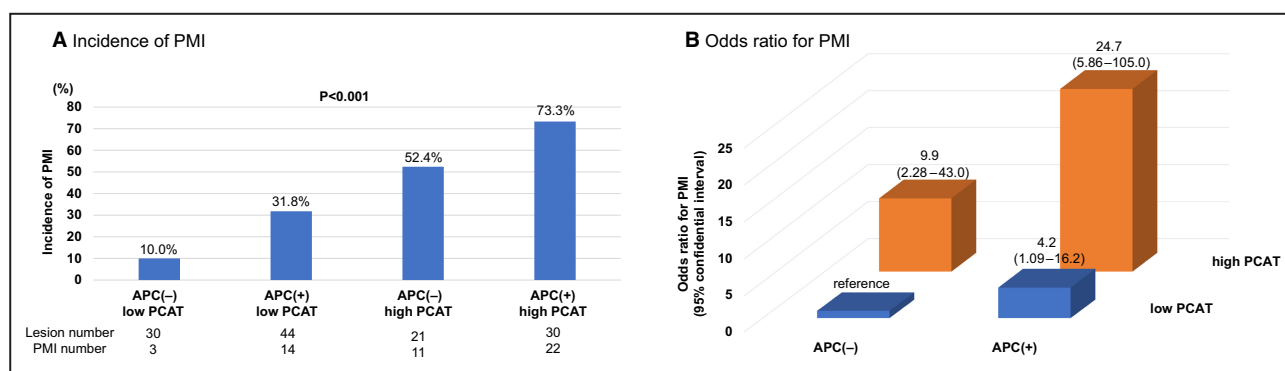 A Incidence of PMI
(%)
P<0.001
80
70
60
50
40
30
20
10
0
Incidence of PMI
10.0%
31.8%
52.4%
73.3%
APC(–) APC(+) APC(–) APC(+)
low PCAT low PCAT high PCAT high PCAT
Lesion number 30 44 21 30
PMI number 3 14 11 22
B Odds ratio for PMI
Odds ratio for PMI
(95% confidential interval)
25
20
15
10
5
0
24.7
(5.86–105.0)
9.9
(2.28–43.0)
4.2
(1.09–16.2)
reference
high PCAT
low PCAT
APC(–) APC(+)